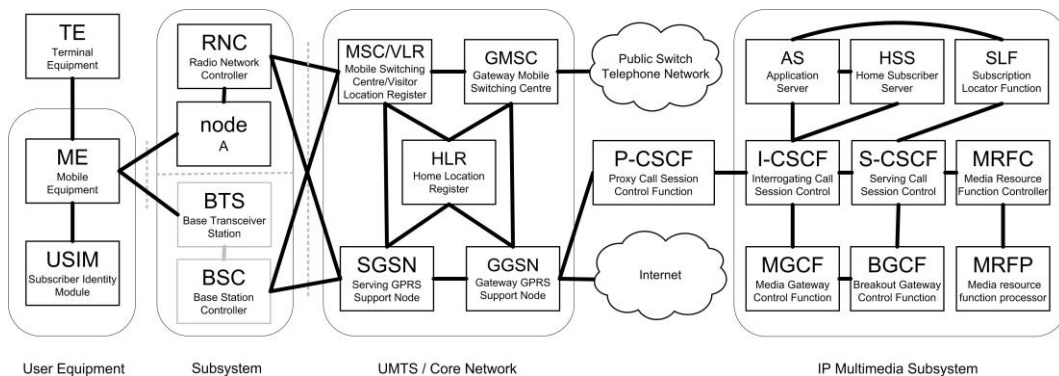 TE
Terminal
Equipment
ME
Mobile
Equipment
USIM
Subscriber Identity
Module
User Equipment
RNC
Radio Network
Controller
node
A
BTS
Base Transceiver
Station
BSC
Base Station
Controller
Subsystem
MSC/VLR
Mobile Switching
Centre/Visitor
Location Register
GMSC
Gateway Mobile
Switching Centre
HLR
Home Location
Register
SGSN
Serving GPRS
Support Node
GGSN
Gateway GPRS
Support Node
UMTS / Core Network
Public Switch
Telephone Network
P-CSCF
Proxy Call Session
Control Function
Internet
AS
Application
Server
HSS
Home Subscriber
Server
SLF
Subscription
Locator Function
I-CSCF
Interrogating Call
Session Control
S-CSCF
Serving Call
Session Control
MRFC
Media Resource
Function Controller
MGCF
Media Gateway
Control Function
BGCF
Breakout Gateway
Control Function
MRFP
Media resource
function processor
IP Multimedia Subsystem